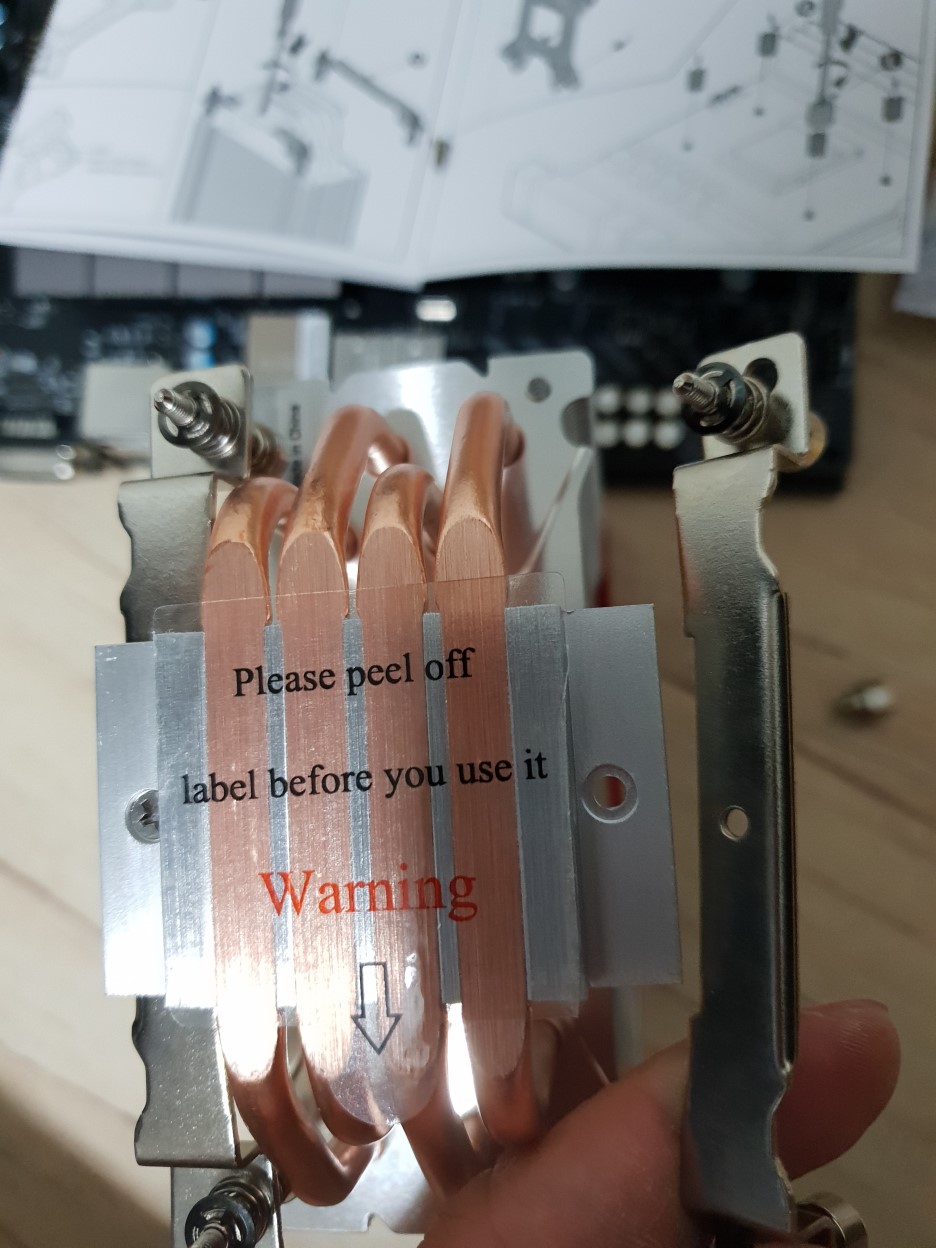 Please peel off
label before you use it
Warning